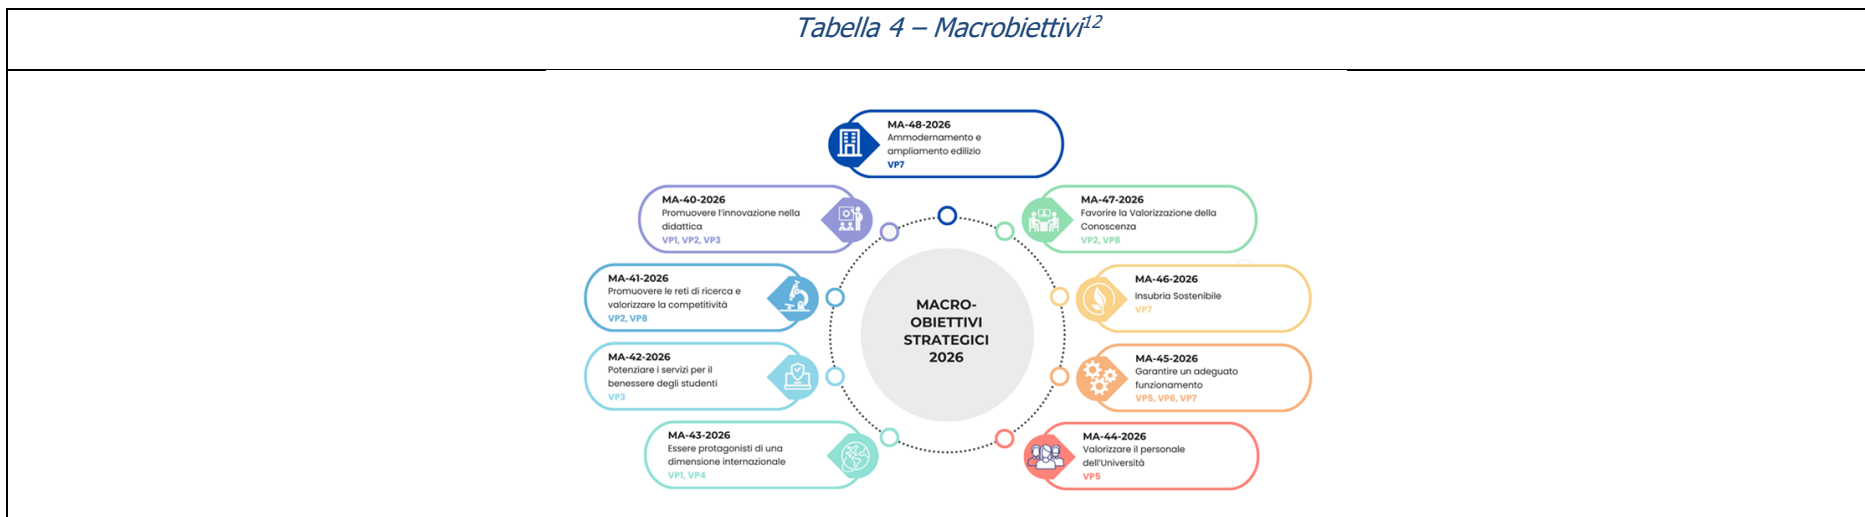 Tabella 4 – Macrobiettivi12
MA-48-2026
Ammodernamento e
ampliamento edilizio
VP7
MA-40-2026
Promuovere l'innovazione nella
didattica
VP1, VP2, VP3
MA-47-2026
Favorire la Valorizzazione della
Conoscenza
VP2, VP8
MA-41-2026
Promuovere le reti di ricerca e
valorizzare la competitività
VP2, VP8
MA-46-2026
Insubria Sostenibile
VP7
MACRO-
OBIETTIVI
STRATEGICI
2026
MA-42-2026
Potenziare i servizi per il
benessere degli studenti
VP3
MA-45-2026
Garantire un adeguato
funzionamento
VP5, VP6, VP7
MA-43-2026
Essere protagonisti di una
dimensione internazionale
VP1, VP4
MA-44-2026
Valorizzare il personale
dell'Università
VP5